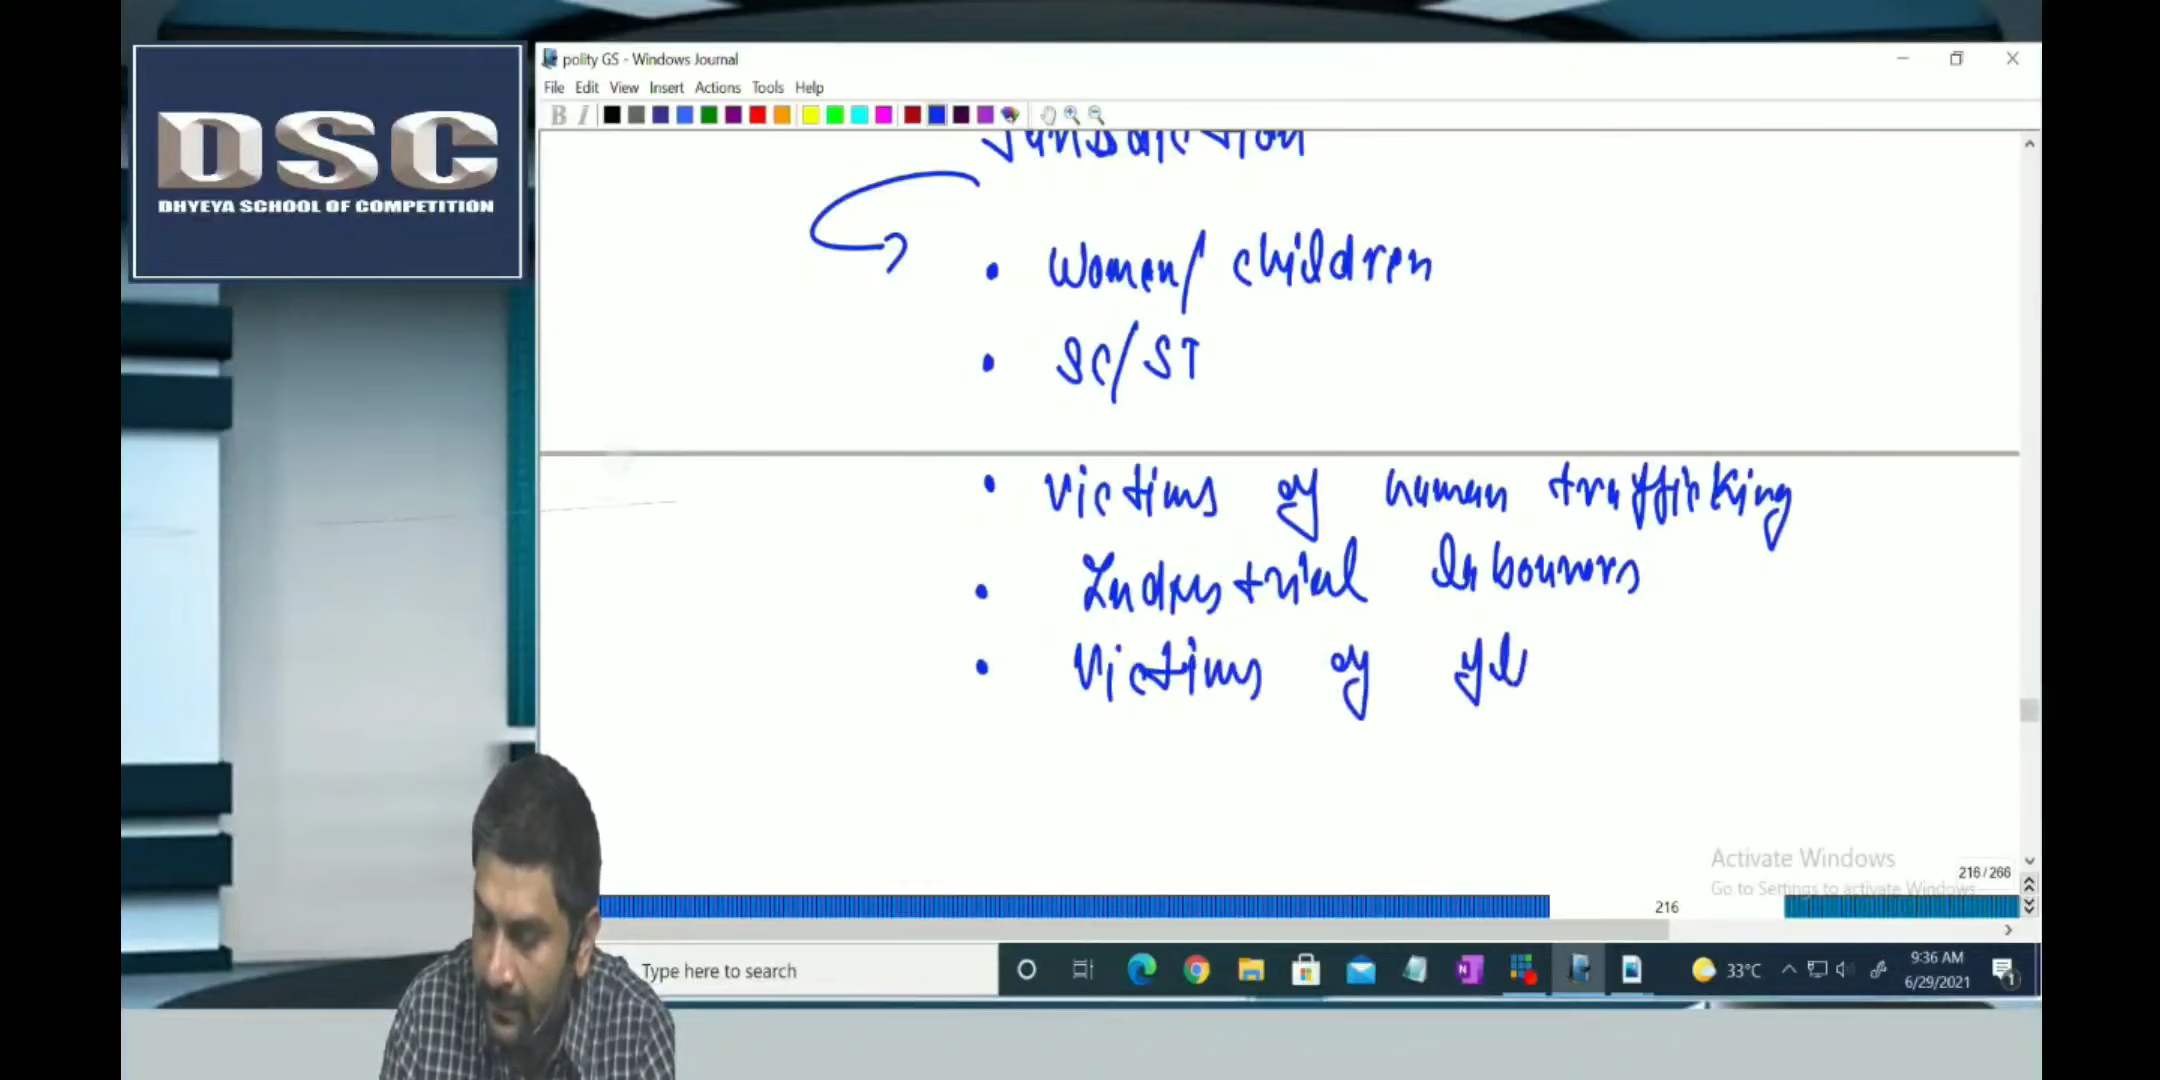 DSC
DHYEYA SCHOOL OF COMPETITION
polity GS - Windows Journal
File Edit View Insert Actions Tools Help
B I
Jurisdiction
• Women/ children
• SC/ST
• Victims of human trafficking
• Industrial labourers
• Victims of
Activate Windows
Go to Settings to activate Windows.
216 / 266
216
Type here to search
33°C
9:36 AM
6/29/2021
1